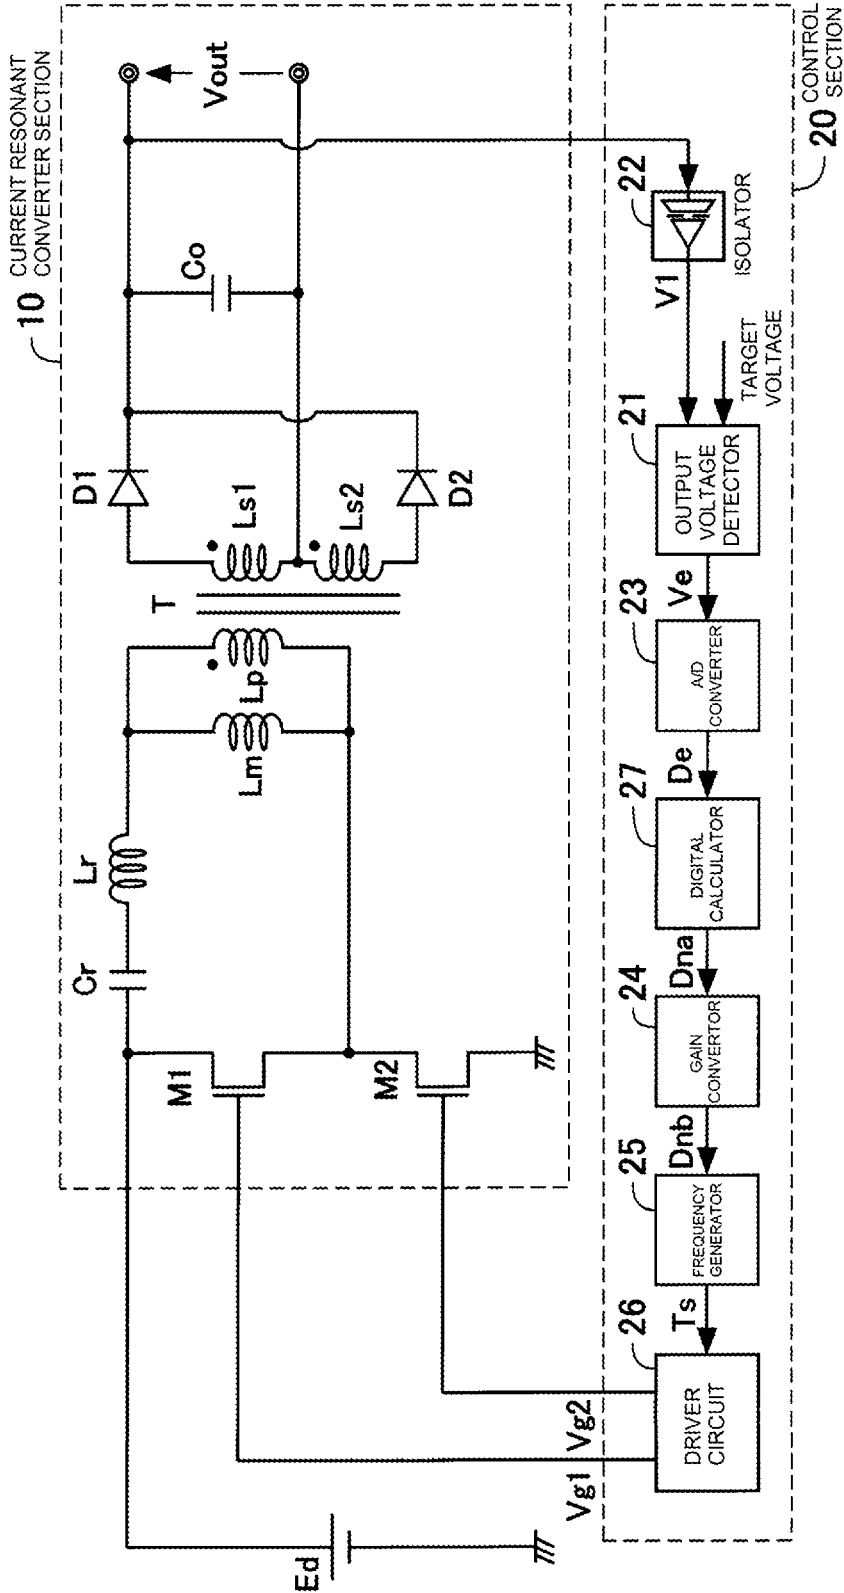 10 CURRENT RESONANT
CONVERTER SECTION
Ed
M1
M2
Cr
Lr
Lm
Lp
T
Ls1
Ls2
D1
D2
Co
Vout
20 CONTROL
SECTION
Vg1
Vg2
26
DRIVER
CIRCUIT
Ts
25
FREQUENCY
GENERATOR
Dnb
24
GAIN
CONVERTOR
Dna
27
DIGITAL
CALCULATOR
De
23
A/D
CONVERTER
Ve
21
OUTPUT
VOLTAGE
DETECTOR
TARGET
VOLTAGE
V1
22
ISOLATOR